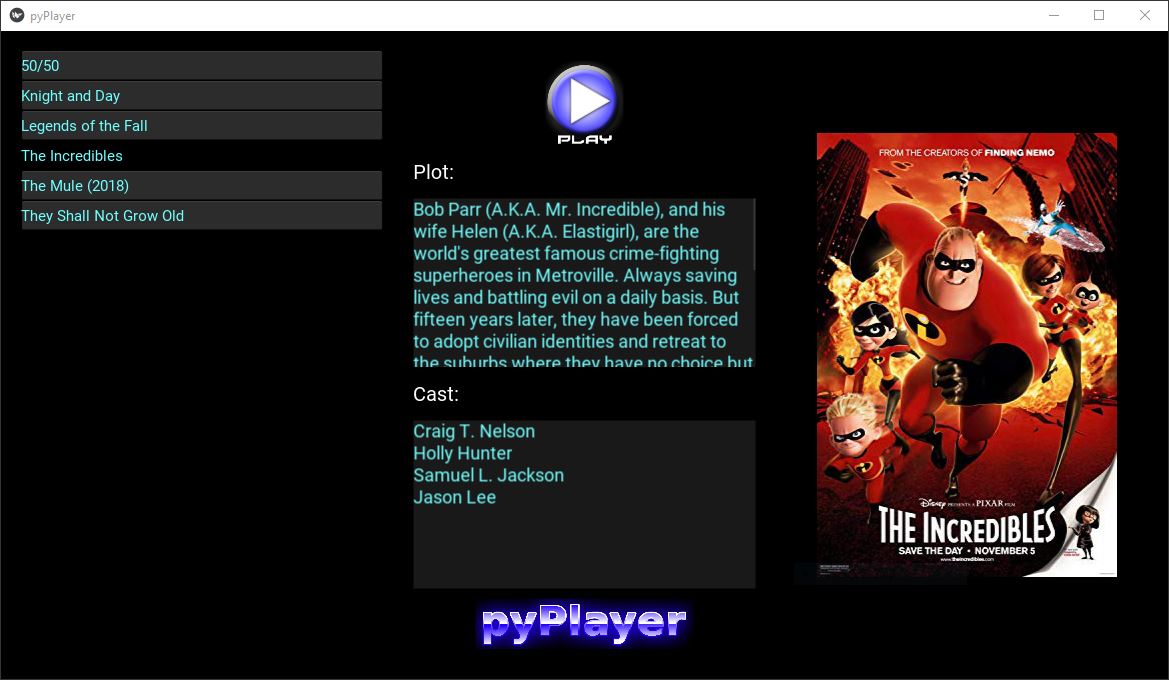 pyPlayer
50/50
Knight and Day
Legends of the Fall
The Incredibles
The Mule (2018)
They Shall Not Grow Old
PLAY
Plot:
Bob Parr (A.K.A. Mr. Incredible), and his
wife Helen (A.K.A. Elastigirl), are the
world's greatest famous crime-fighting
superheroes in Metroville. Always saving
lives and battling evil on a daily basis. But
fifteen years later, they have been forced
to adopt civilian identities and retreat to
the suburbs where they have no choice but
Cast:
Craig T. Nelson
Holly Hunter
Samuel L. Jackson
Jason Lee
pyPlayer
FROM THE CREATORS OF FINDING NEMO
Disney PRESENTS A PIXAR FILM
THE INCREDIBLES
SAVE THE DAY • NOVEMBER 5
www.theincredibles.com